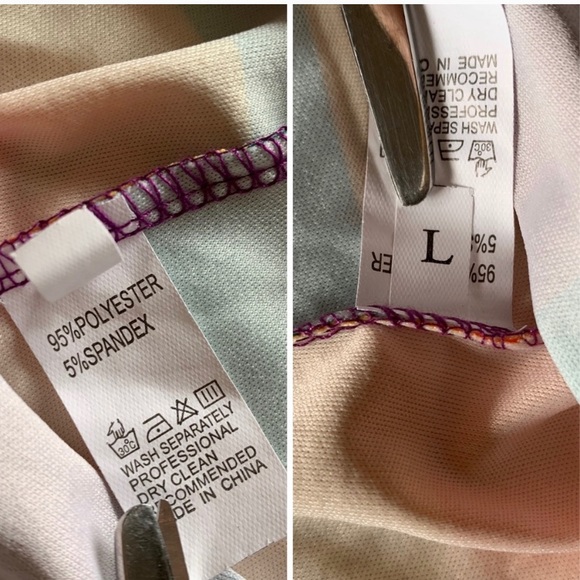 95%POLYESTER
5%SPANDEX
30°C
WASH SEPARATELY
PROFESSIONAL
DRY CLEAN
COMMENDED
DE IN CHINA
MADE IN C
RECOMME
DRY CLEA
PROFESS
WASH SEPA
30°C
L
ER
5%S
95%